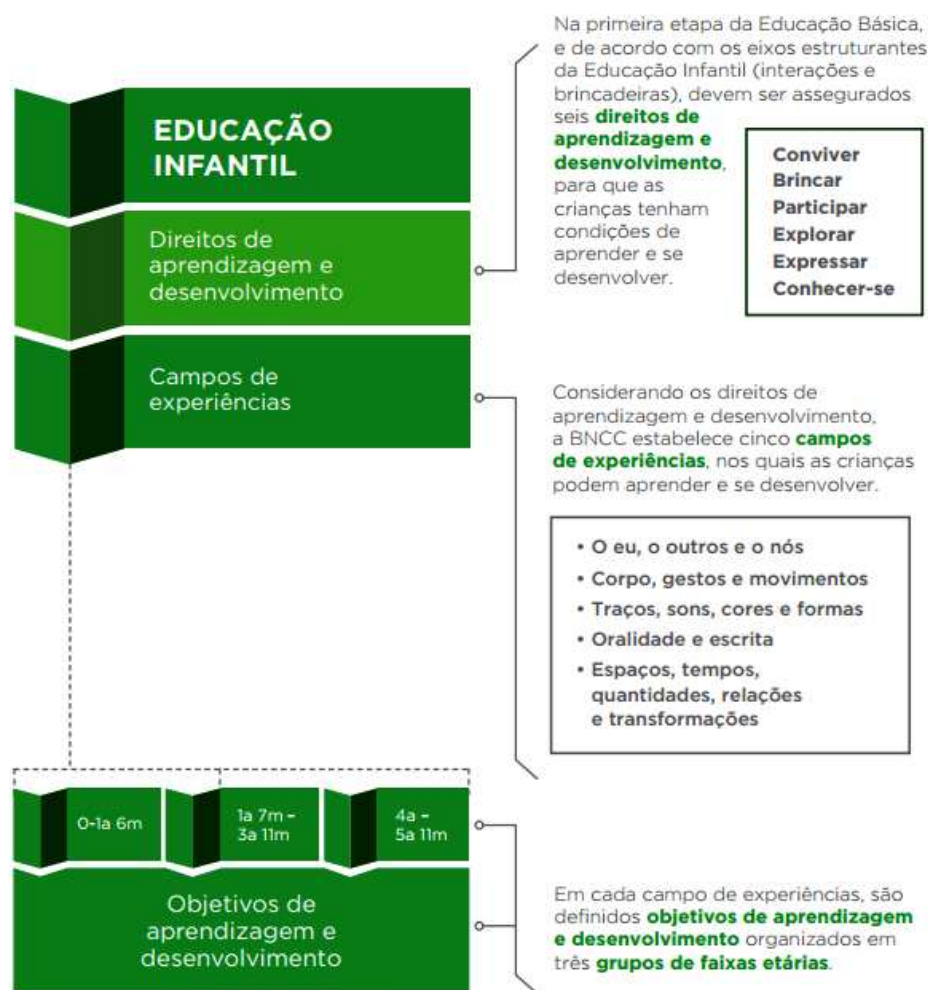 Na primeira etapa da Educação Básica,
e de acordo com os eixos estruturantes
da Educação Infantil (interações e
brincadeiras), devem ser assegurados
seis direitos de
aprendizagem e
desenvolvimento,
para que as
crianças tenham
condições de
aprender e se
desenvolver.
Conviver
Brincar
Participar
Explorar
Expressar
Conhecer-se
EDUCAÇÃO
INFANTIL
Direitos de
aprendizagem e
desenvolvimento
Campos de
experiências
Considerando os direitos de
aprendizagem e desenvolvimento,
a BNCC estabelece cinco campos
de experiências, nos quais as crianças
podem aprender e se desenvolver.
• O eu, o outros e o nós
• Corpo, gestos e movimentos
• Traços, sons, cores e formas
• Oralidade e escrita
• Espaços, tempos,
quantidades, relações
e transformações
0-1a 6m
1a 7m –
3a 11m
4a –
5a 11m
Objetivos de
aprendizagem e
desenvolvimento
Em cada campo de experiências, são
definidos objetivos de aprendizagem
e desenvolvimento organizados em
três grupos de faixas etárias.